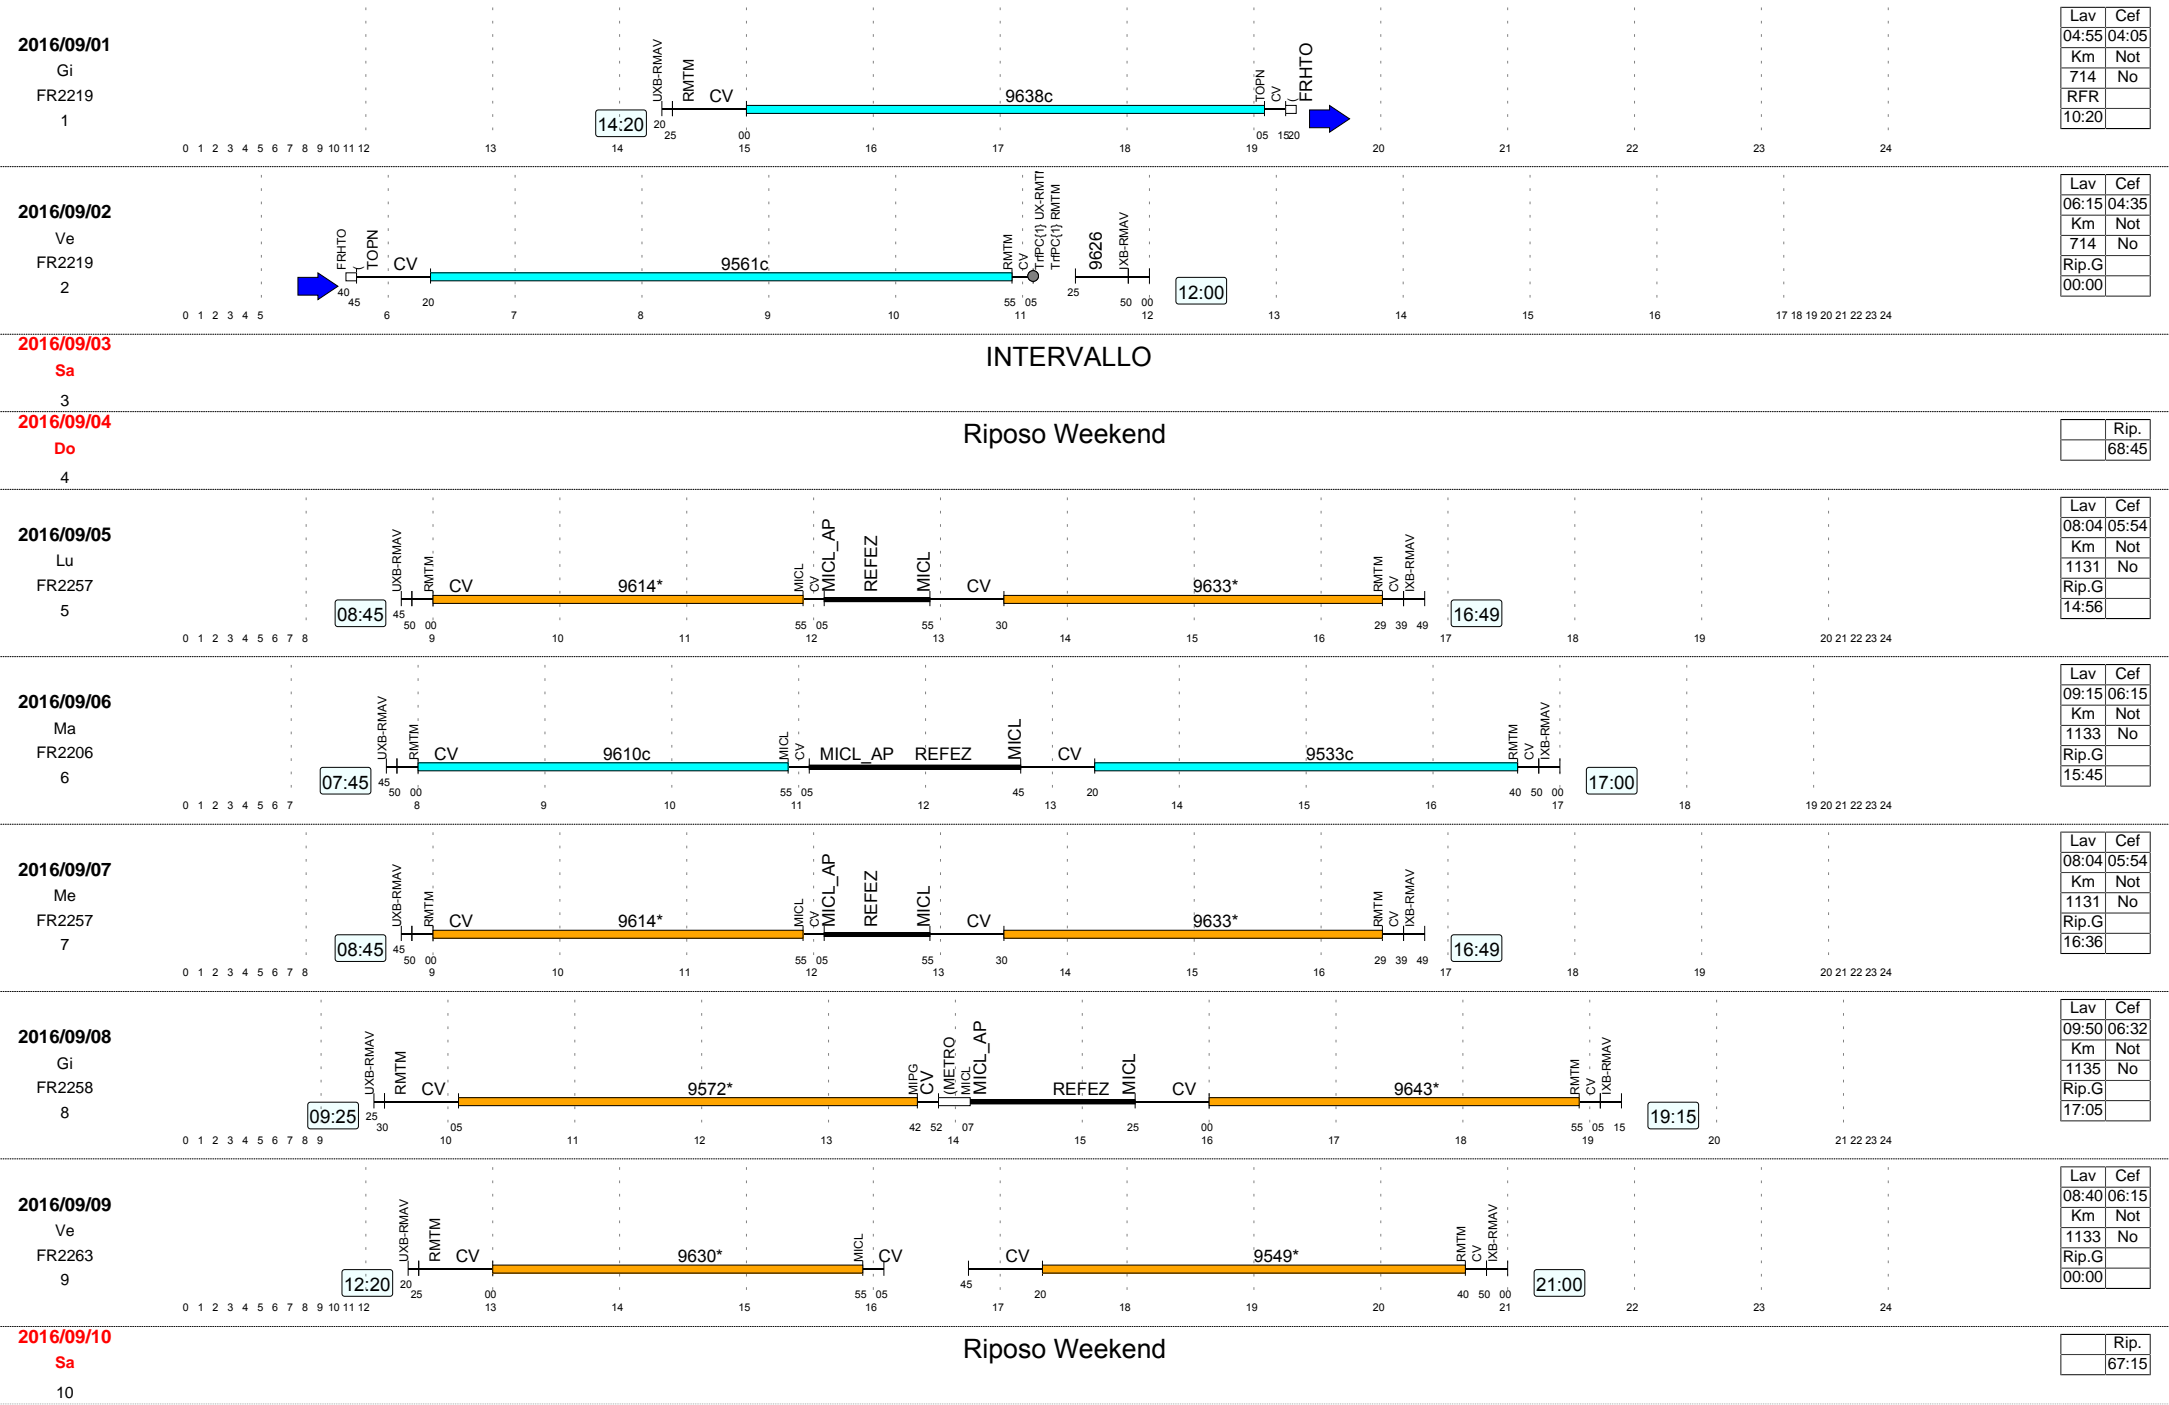 2016/09/01
Gi
FR2219
1
14:20
UXB-RMAV
RMTM
CV
9638c
TOPN
CV
(
FRHTO
20 25 00 05 15 20
0 1 2 3 4 5 6 7 8 9 10 11 12 13 14 15 16 17 18 19 20 21 22 23 24
Lav Cef
04:55 04:05
Km Not
714 No
RFR
10:20
2016/09/02
Ve
FR2219
2
FRHTO
(
TOPN
CV
9561c
RMTM
CV
TrfPC{1} UX-RMT
TrfPC{1} RMTM
9626
IXB-RMAV
12:00
40 45 20 55 05 25 50 00
0 1 2 3 4 5 6 7 8 9 10 11 12 13 14 15 16 17 18 19 20 21 22 23 24
Lav Cef
06:15 04:35
Km Not
714 No
Rip.G
00:00
2016/09/03
Sa
3
INTERVALLO
2016/09/04
Do
4
Riposo Weekend
Rip.
68:45
2016/09/05
Lu
FR2257
5
08:45
UXB-RMAV
RMTM
CV
9614*
MICL
CV
MICL_AP
REFEZ
MICL
CV
9633*
RMTM
CV
IXB-RMAV
16:49
45 50 00 55 05 55 30 29 39 49
0 1 2 3 4 5 6 7 8 9 10 11 12 13 14 15 16 17 18 19 20 21 22 23 24
Lav Cef
08:04 05:54
Km Not
1131 No
Rip.G
14:56
2016/09/06
Ma
FR2206
6
07:45
UXB-RMAV
RMTM
CV
9610c
MICL
CV
MICL_AP
REFEZ
MICL
CV
9533c
RMTM
CV
IXB-RMAV
17:00
45 50 00 55 05 45 20 40 50 00
0 1 2 3 4 5 6 7 8 9 10 11 12 13 14 15 16 17 18 19 20 21 22 23 24
Lav Cef
09:15 06:15
Km Not
1133 No
Rip.G
15:45
2016/09/07
Me
FR2257
7
08:45
UXB-RMAV
RMTM
CV
9614*
MICL
CV
MICL_AP
REFEZ
MICL
CV
9633*
RMTM
CV
IXB-RMAV
16:49
45 50 00 55 05 55 30 29 39 49
0 1 2 3 4 5 6 7 8 9 10 11 12 13 14 15 16 17 18 19 20 21 22 23 24
Lav Cef
08:04 05:54
Km Not
1131 No
Rip.G
16:36
2016/09/08
Gi
FR2258
8
09:25
UXB-RMAV
RMTM
CV
9572*
MIPG
CV
(METRO
MICL
MICL_AP
REFEZ
MICL
CV
9643*
RMTM
CV
IXB-RMAV
19:15
25 30 05 42 52 07 25 00 55 05 15
0 1 2 3 4 5 6 7 8 9 10 11 12 13 14 15 16 17 18 19 20 21 22 23 24
Lav Cef
09:50 06:32
Km Not
1135 No
Rip.G
17:05
2016/09/09
Ve
FR2263
9
12:20
UXB-RMAV
RMTM
CV
9630*
MICL
CV
CV
9549*
RMTM
CV
IXB-RMAV
21:00
20 25 00 55 05 45 20 40 50 00
0 1 2 3 4 5 6 7 8 9 10 11 12 13 14 15 16 17 18 19 20 21 22 23 24
Lav Cef
08:40 06:15
Km Not
1133 No
Rip.G
00:00
2016/09/10
Sa
10
Riposo Weekend
Rip.
67:15